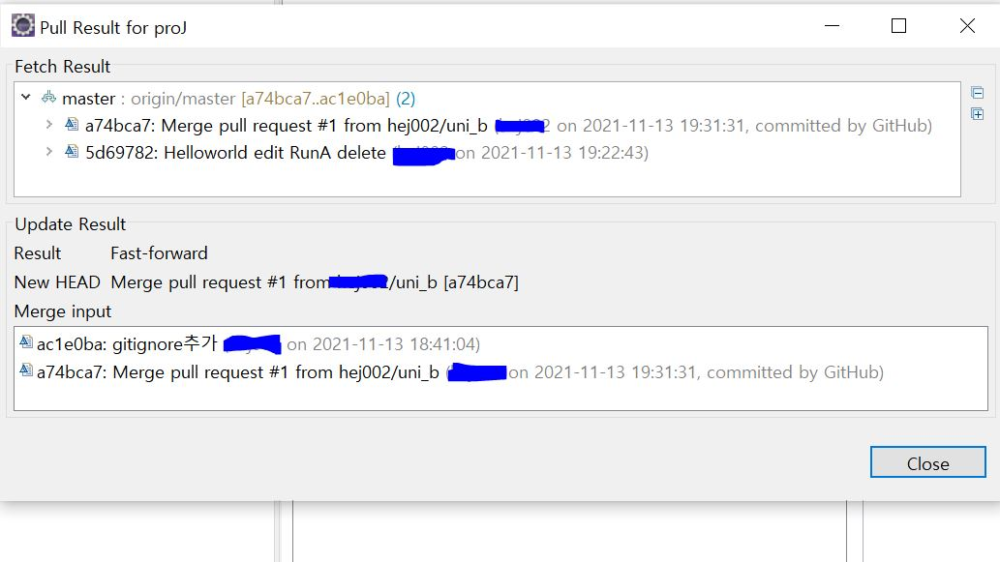 Pull Result for proJ
Fetch Result
master : origin/master [a74bca7..ac1e0ba] (2)
a74bca7: Merge pull request #1 from hej002/uni_b on 2021-11-13 19:31:31, committed by GitHub)
5d69782: Helloworld edit RunA delete ( on 2021-11-13 19:22:43)
Update Result
Result Fast-forward
New HEAD Merge pull request #1 from /uni_b [a74bca7]
Merge input
ac1e0ba: gitignore추가 on 2021-11-13 18:41:04)
a74bca7: Merge pull request #1 from hej002/uni_b ( on 2021-11-13 19:31:31, committed by GitHub)
Close